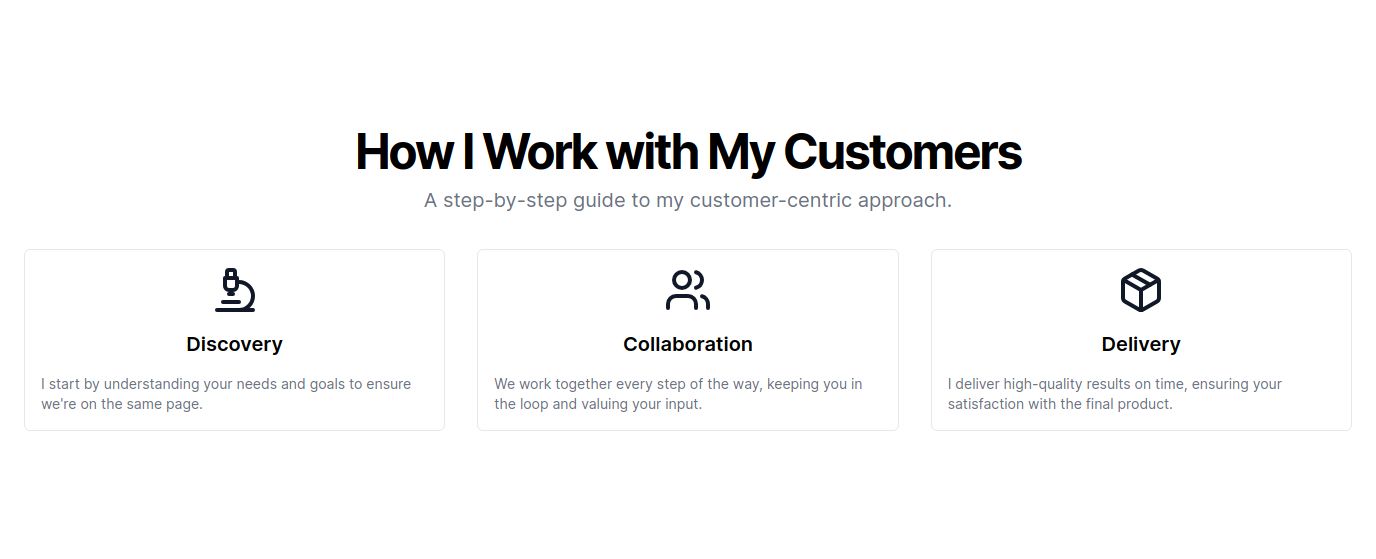 How I Work with My Customers
A step-by-step guide to my customer-centric approach.
Discovery
I start by understanding your needs and goals to ensure
we're on the same page.
Collaboration
We work together every step of the way, keeping you in
the loop and valuing your input.
Delivery
I deliver high-quality results on time, ensuring your
satisfaction with the final product.